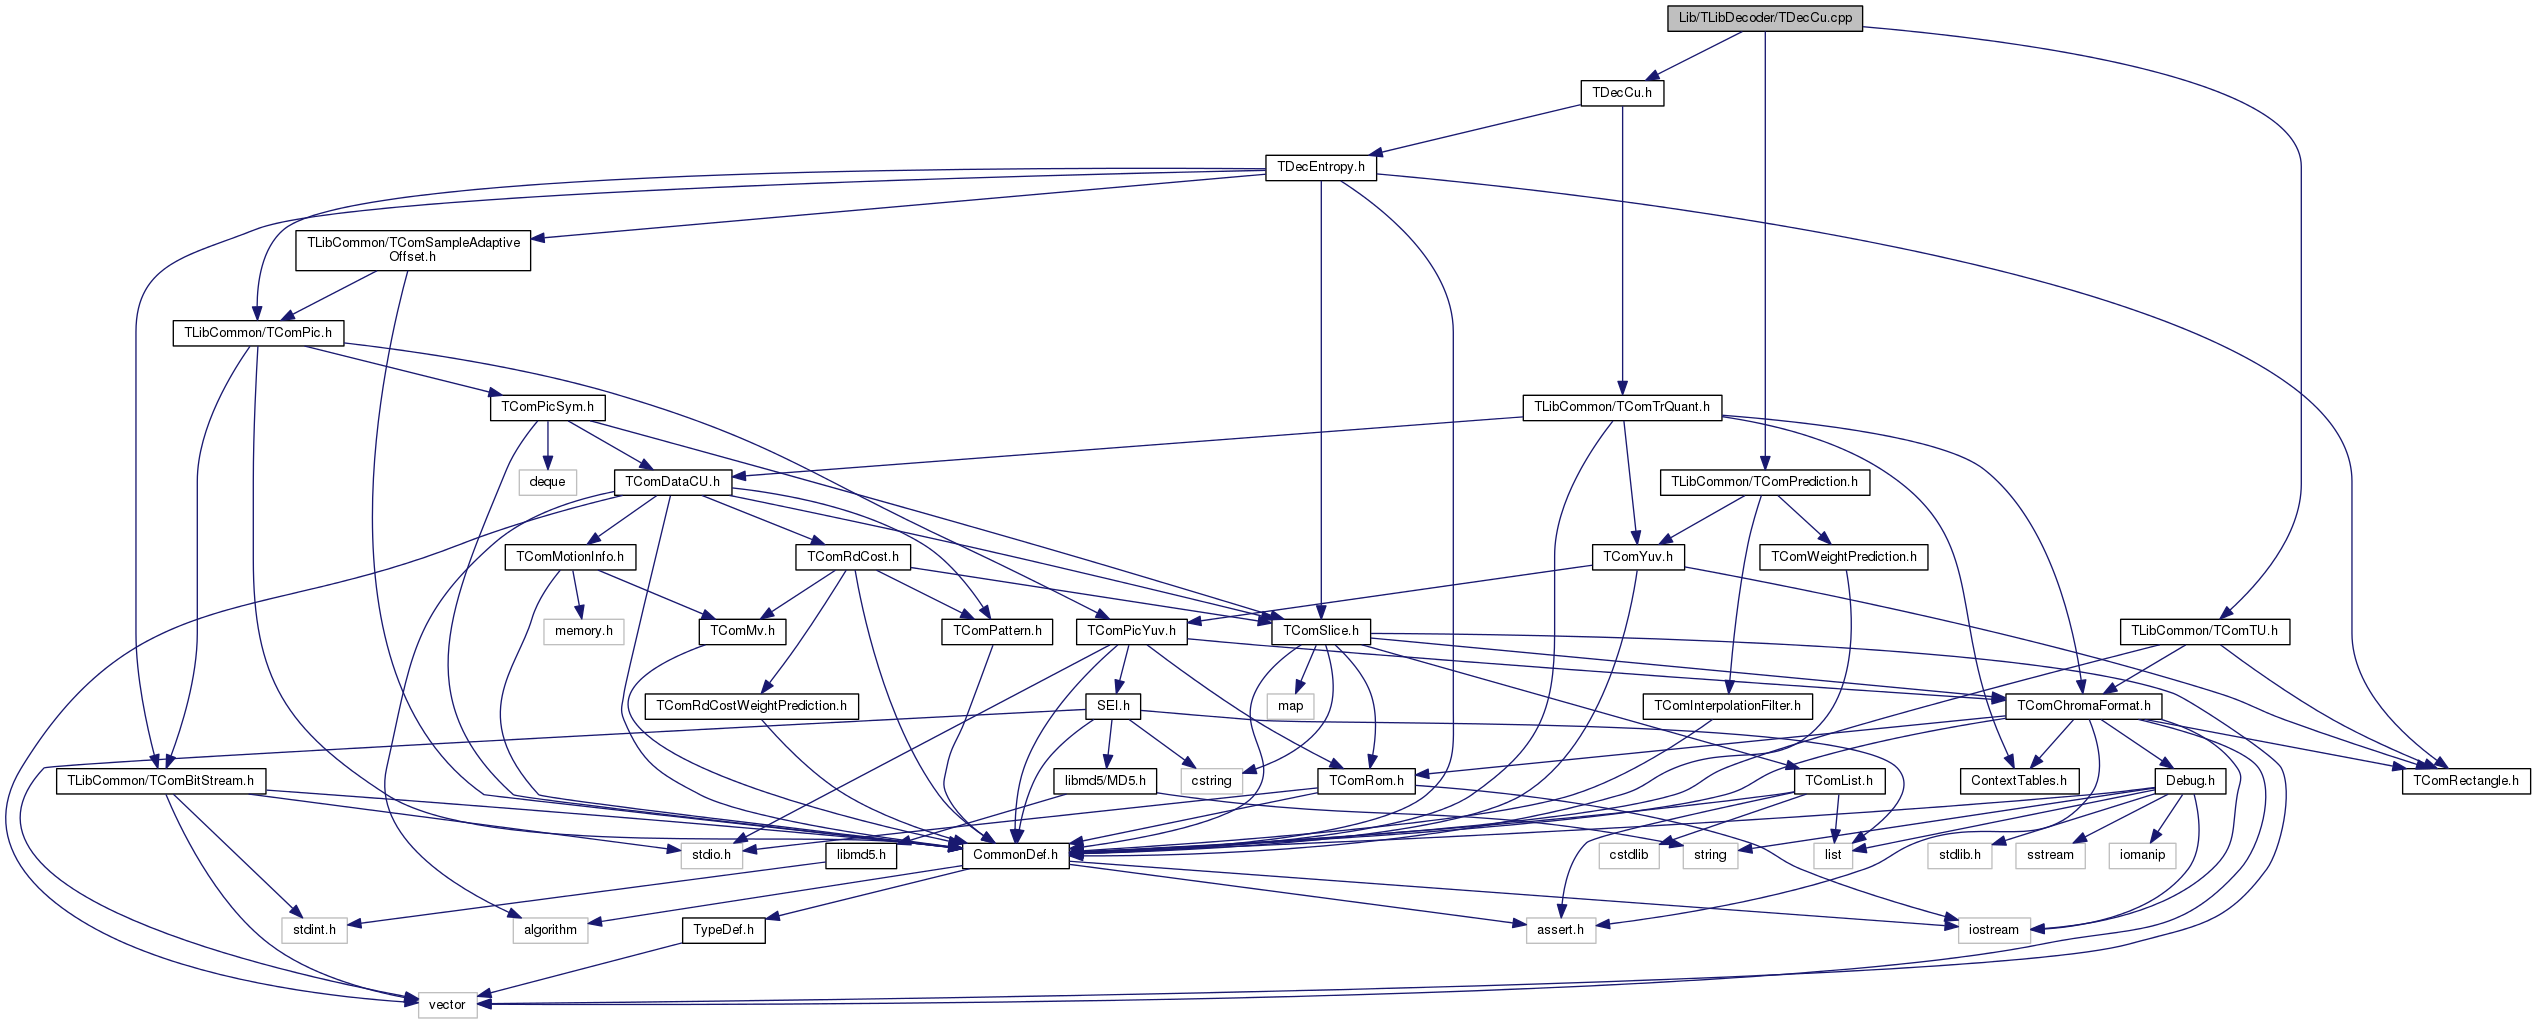 Lib/TLibDecoder/TDecCu.cpp
TDecCu.h
TDecEntropy.h
TLibCommon/TComSampleAdaptive
Offset.h
TLibCommon/TComPic.h
TComPicSym.h
TLibCommon/TComTrQuant.h
deque
TComDataCU.h
TLibCommon/TComPrediction.h
TComMotionInfo.h
TComRdCost.h
TComYuv.h
TComWeightPrediction.h
memory.h
TComMv.h
TComPattern.h
TComPicYuv.h
TComSlice.h
TLibCommon/TComTU.h
TComRdCostWeightPrediction.h
SEI.h
map
TComInterpolationFilter.h
TComChromaFormat.h
TLibCommon/TComBitStream.h
libmd5/MD5.h
cstring
TComRom.h
TComList.h
ContextTables.h
Debug.h
TComRectangle.h
stdio.h
libmd5.h
CommonDef.h
cstdlib
string
list
stdlib.h
sstream
iomanip
stdint.h
algorithm
TypeDef.h
assert.h
iostream
vector